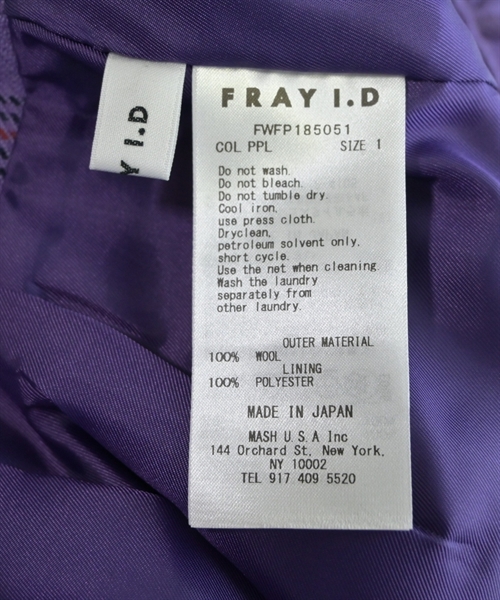 Y I.D
FRAY I.D
FWFP185051
COL PPL SIZE 1
Do not wash.
Do not bleach.
Do not tumble dry.
Cool iron.
use press cloth.
Dryclean,
petroleum solvent only.
short cycle.
Use the net when cleaning.
Wash the laundry
separately from
other laundry.
OUTER MATERIAL
100% WOOL
LINING
100% POLYESTER
MADE IN JAPAN
MASH U.S.A Inc
144 Orchard St. New York.
NY 10002
TEL 917 409 5520